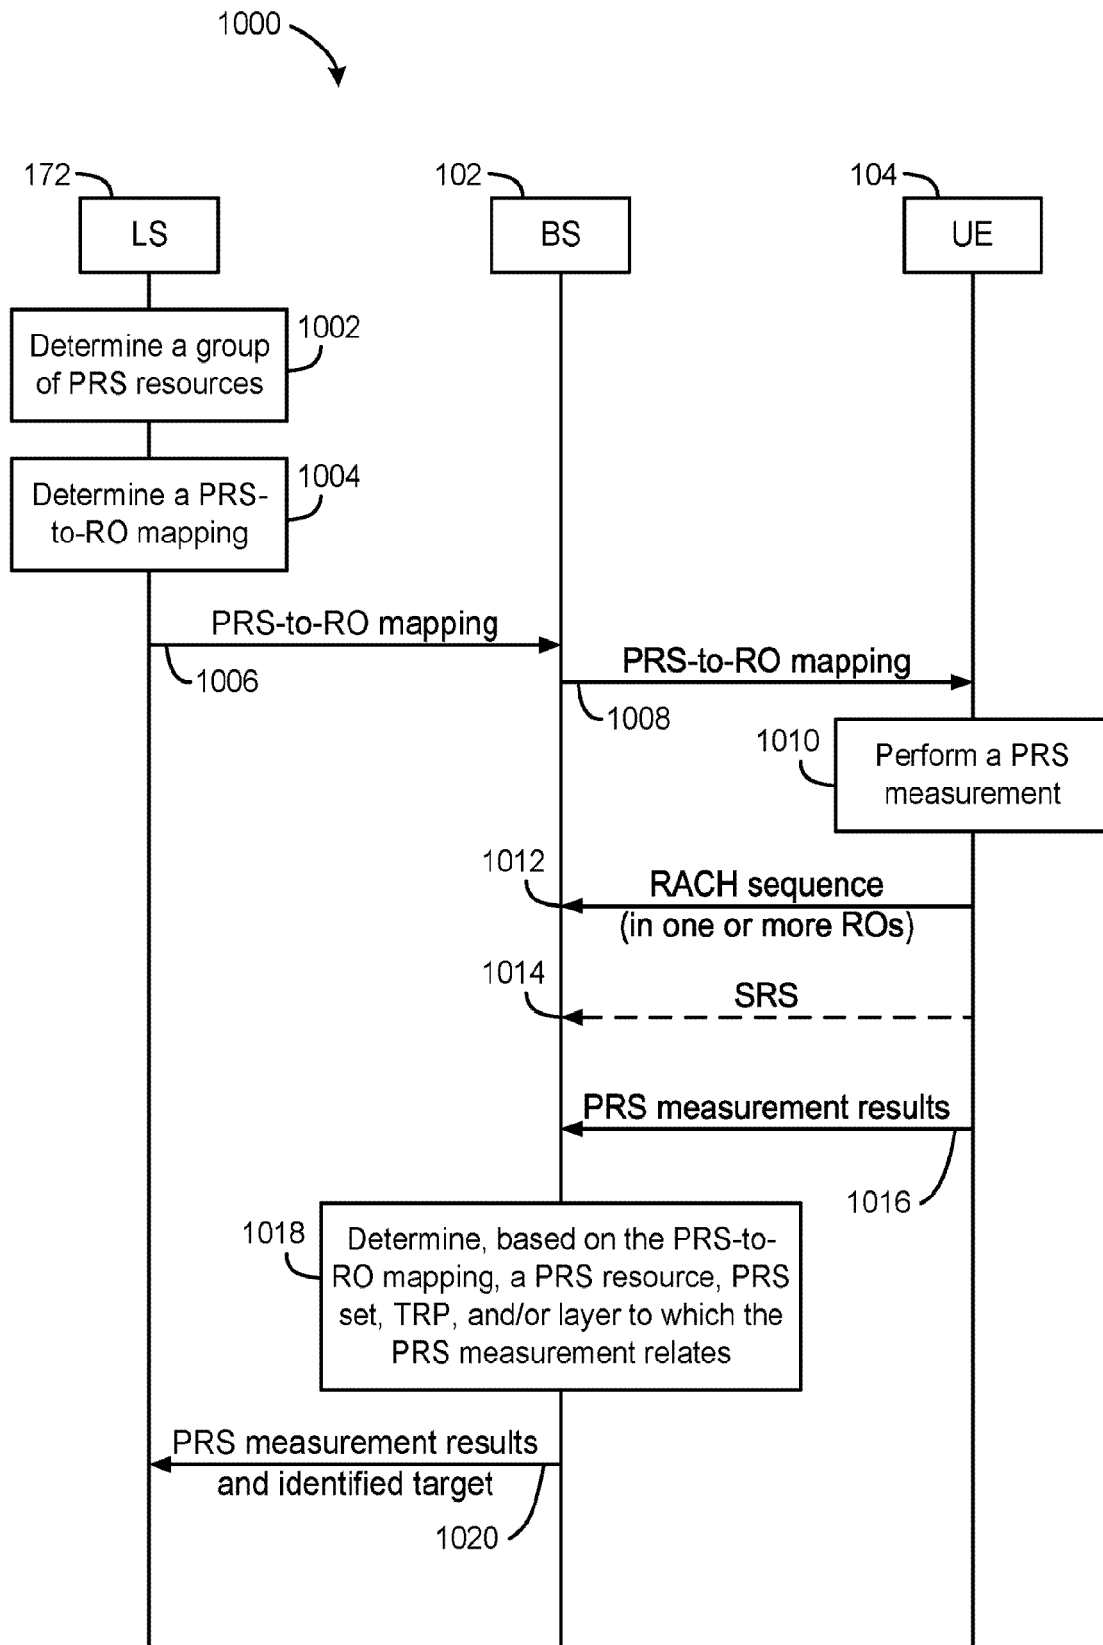 1000
172
102
104
LS
BS
UE
1002
Determine a group
of PRS resources
1004
Determine a PRS-
to-RO mapping
PRS-to-RO mapping
1006
PRS-to-RO mapping
1008
1010
Perform a PRS
measurement
1012
RACH sequence
(in one or more ROs)
1014
SRS
PRS measurement results
1016
1018
Determine, based on the PRS-to-
RO mapping, a PRS resource, PRS
set, TRP, and/or layer to which the
PRS measurement relates
PRS measurement results
and identified target
1020